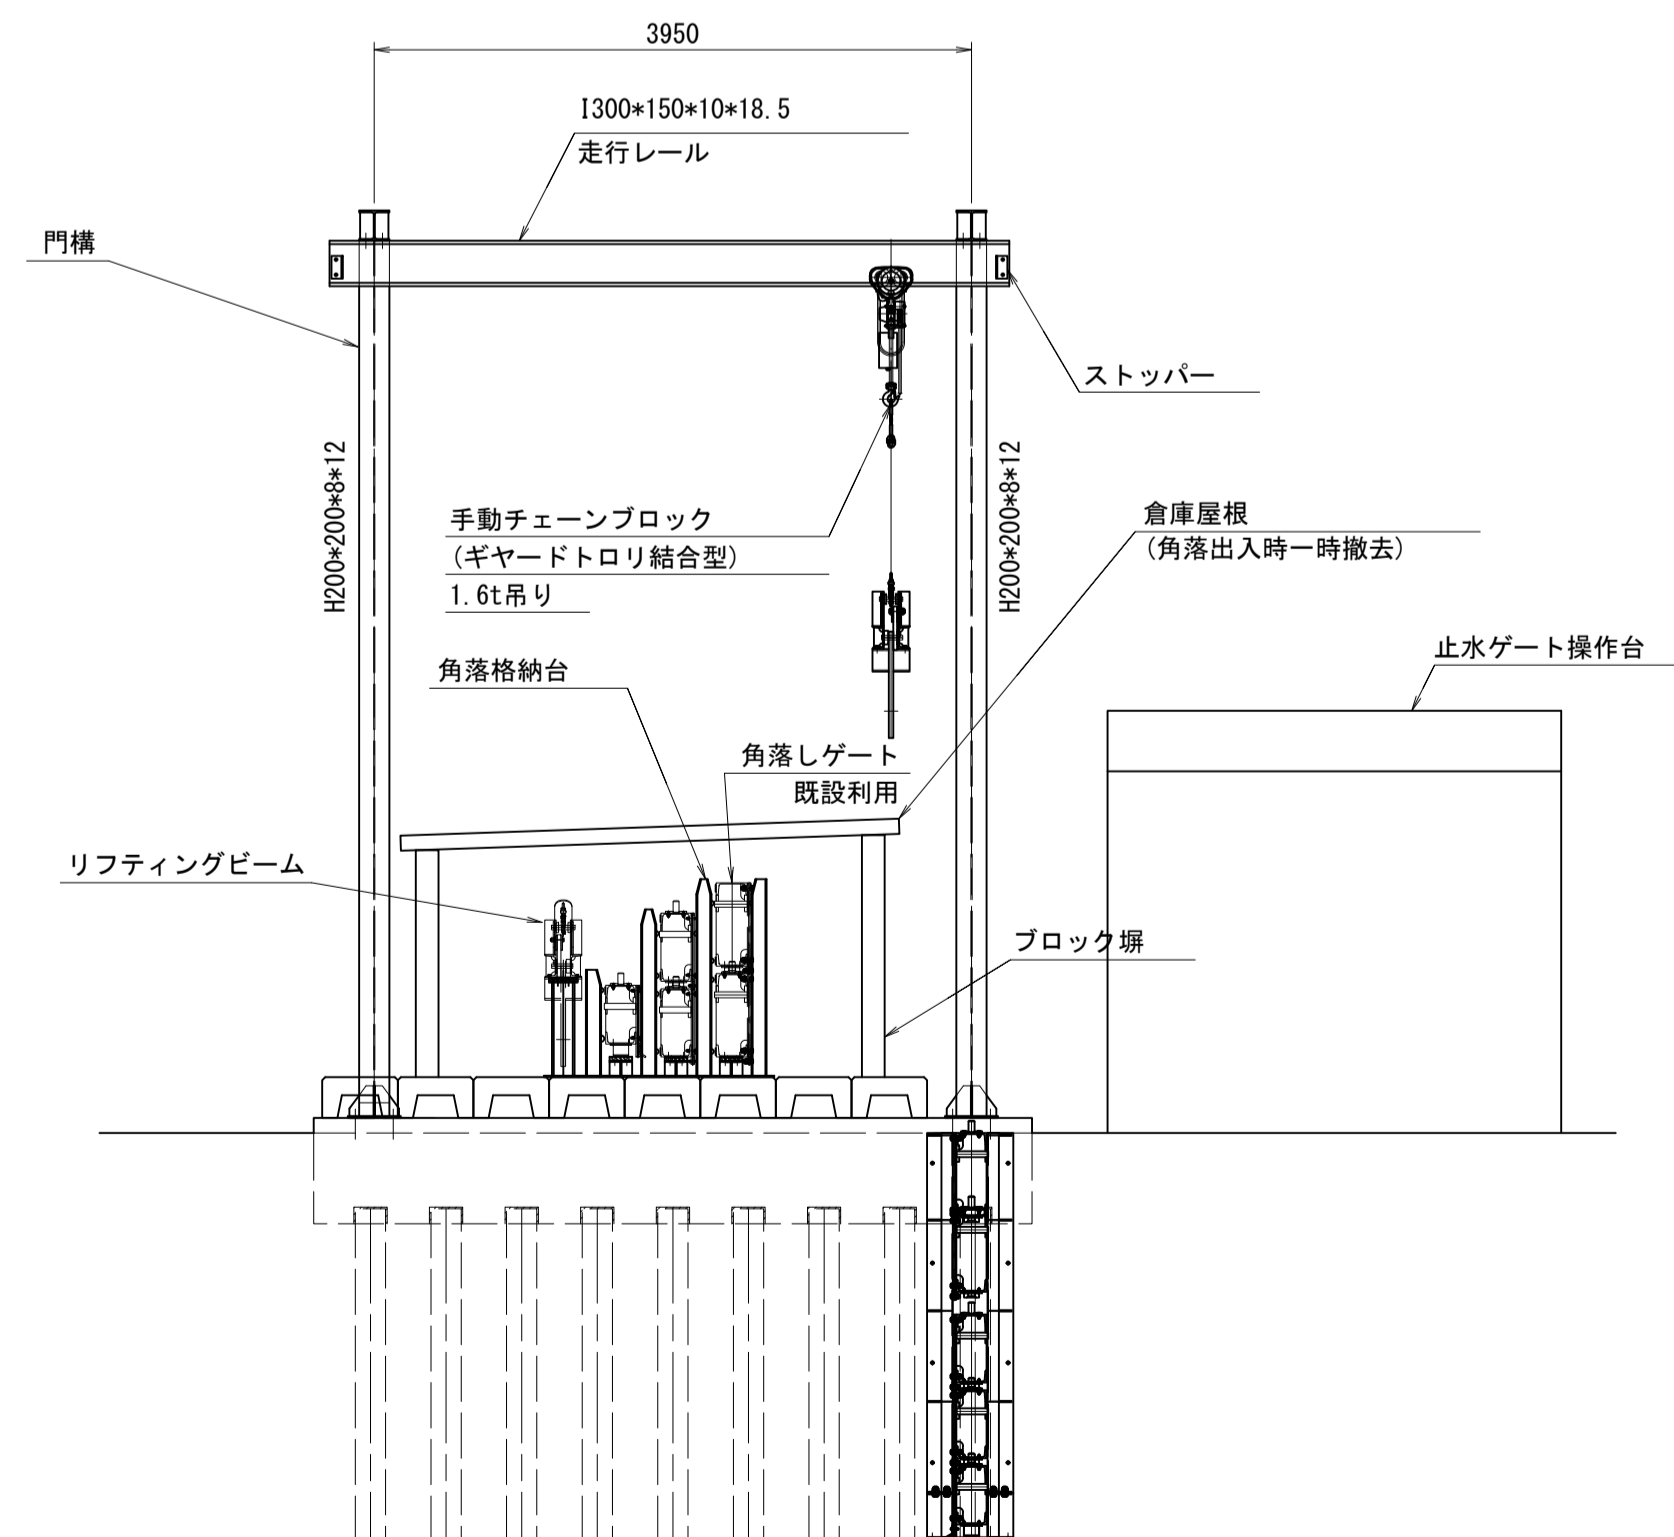 3950
I300*150*10*18.5
走行レール
門構
ストッパー
H200*200*8*12
H200*200*8*12
手動チェーンブロック
(ギヤードトロリ結合型)
1.6t吊り
倉庫屋根
(角落出入時一時撤去)
止水ゲート操作台
角落格納台
角落しゲート
既設利用
リフティングビーム
ブロック塀